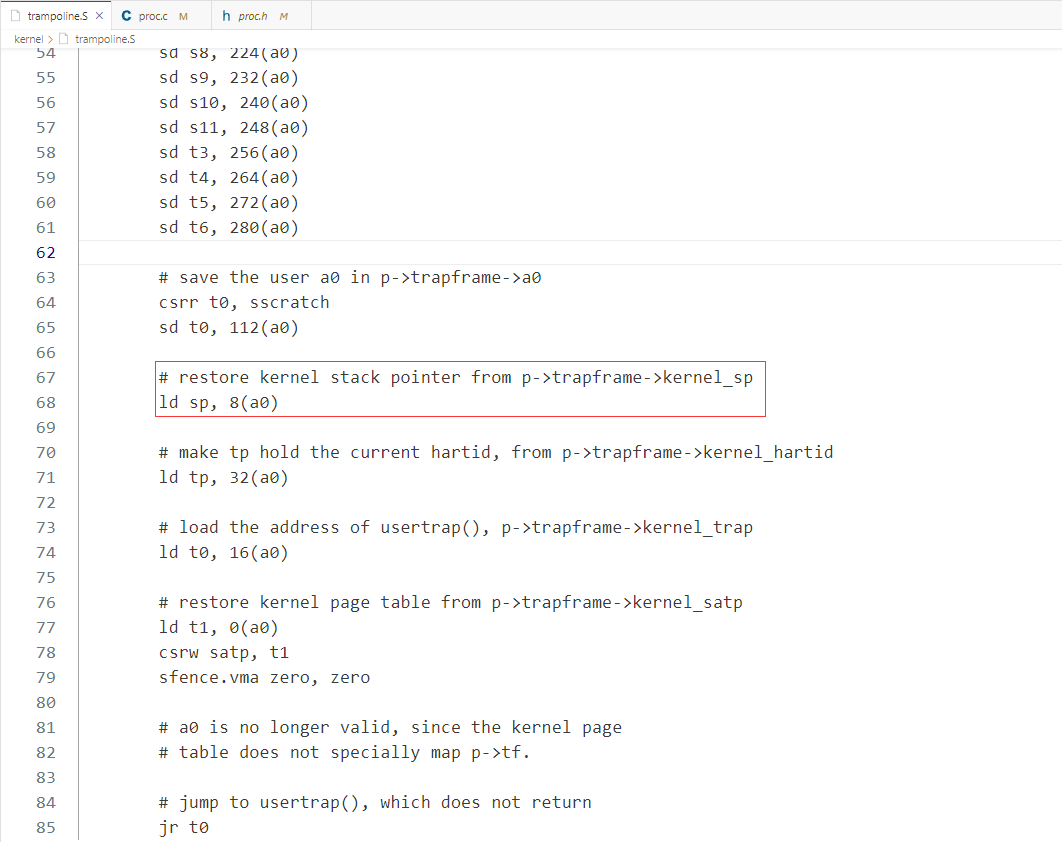 trampoline.S × C proc.c M h proc.h M
kernel > trampoline.S
54 sd s8, 224(a0)
55 sd s9, 232(a0)
56 sd s10, 240(a0)
57 sd s11, 248(a0)
58 sd t3, 256(a0)
59 sd t4, 264(a0)
60 sd t5, 272(a0)
61 sd t6, 280(a0)
62
63 # save the user a0 in p->trapframe->a0
64 csrr t0, sscratch
65 sd t0, 112(a0)
66
67 # restore kernel stack pointer from p->trapframe->kernel_sp
68 ld sp, 8(a0)
69
70 # make tp hold the current hartid, from p->trapframe->kernel_hartid
71 ld tp, 32(a0)
72
73 # load the address of usertrap(), p->trapframe->kernel_trap
74 ld t0, 16(a0)
75
76 # restore kernel page table from p->trapframe->kernel_satp
77 ld t1, 0(a0)
78 csrw satp, t1
79 sfence.vma zero, zero
80
81 # a0 is no longer valid, since the kernel page
82 # table does not specially map p->tf.
83
84 # jump to usertrap(), which does not return
85 jr t0